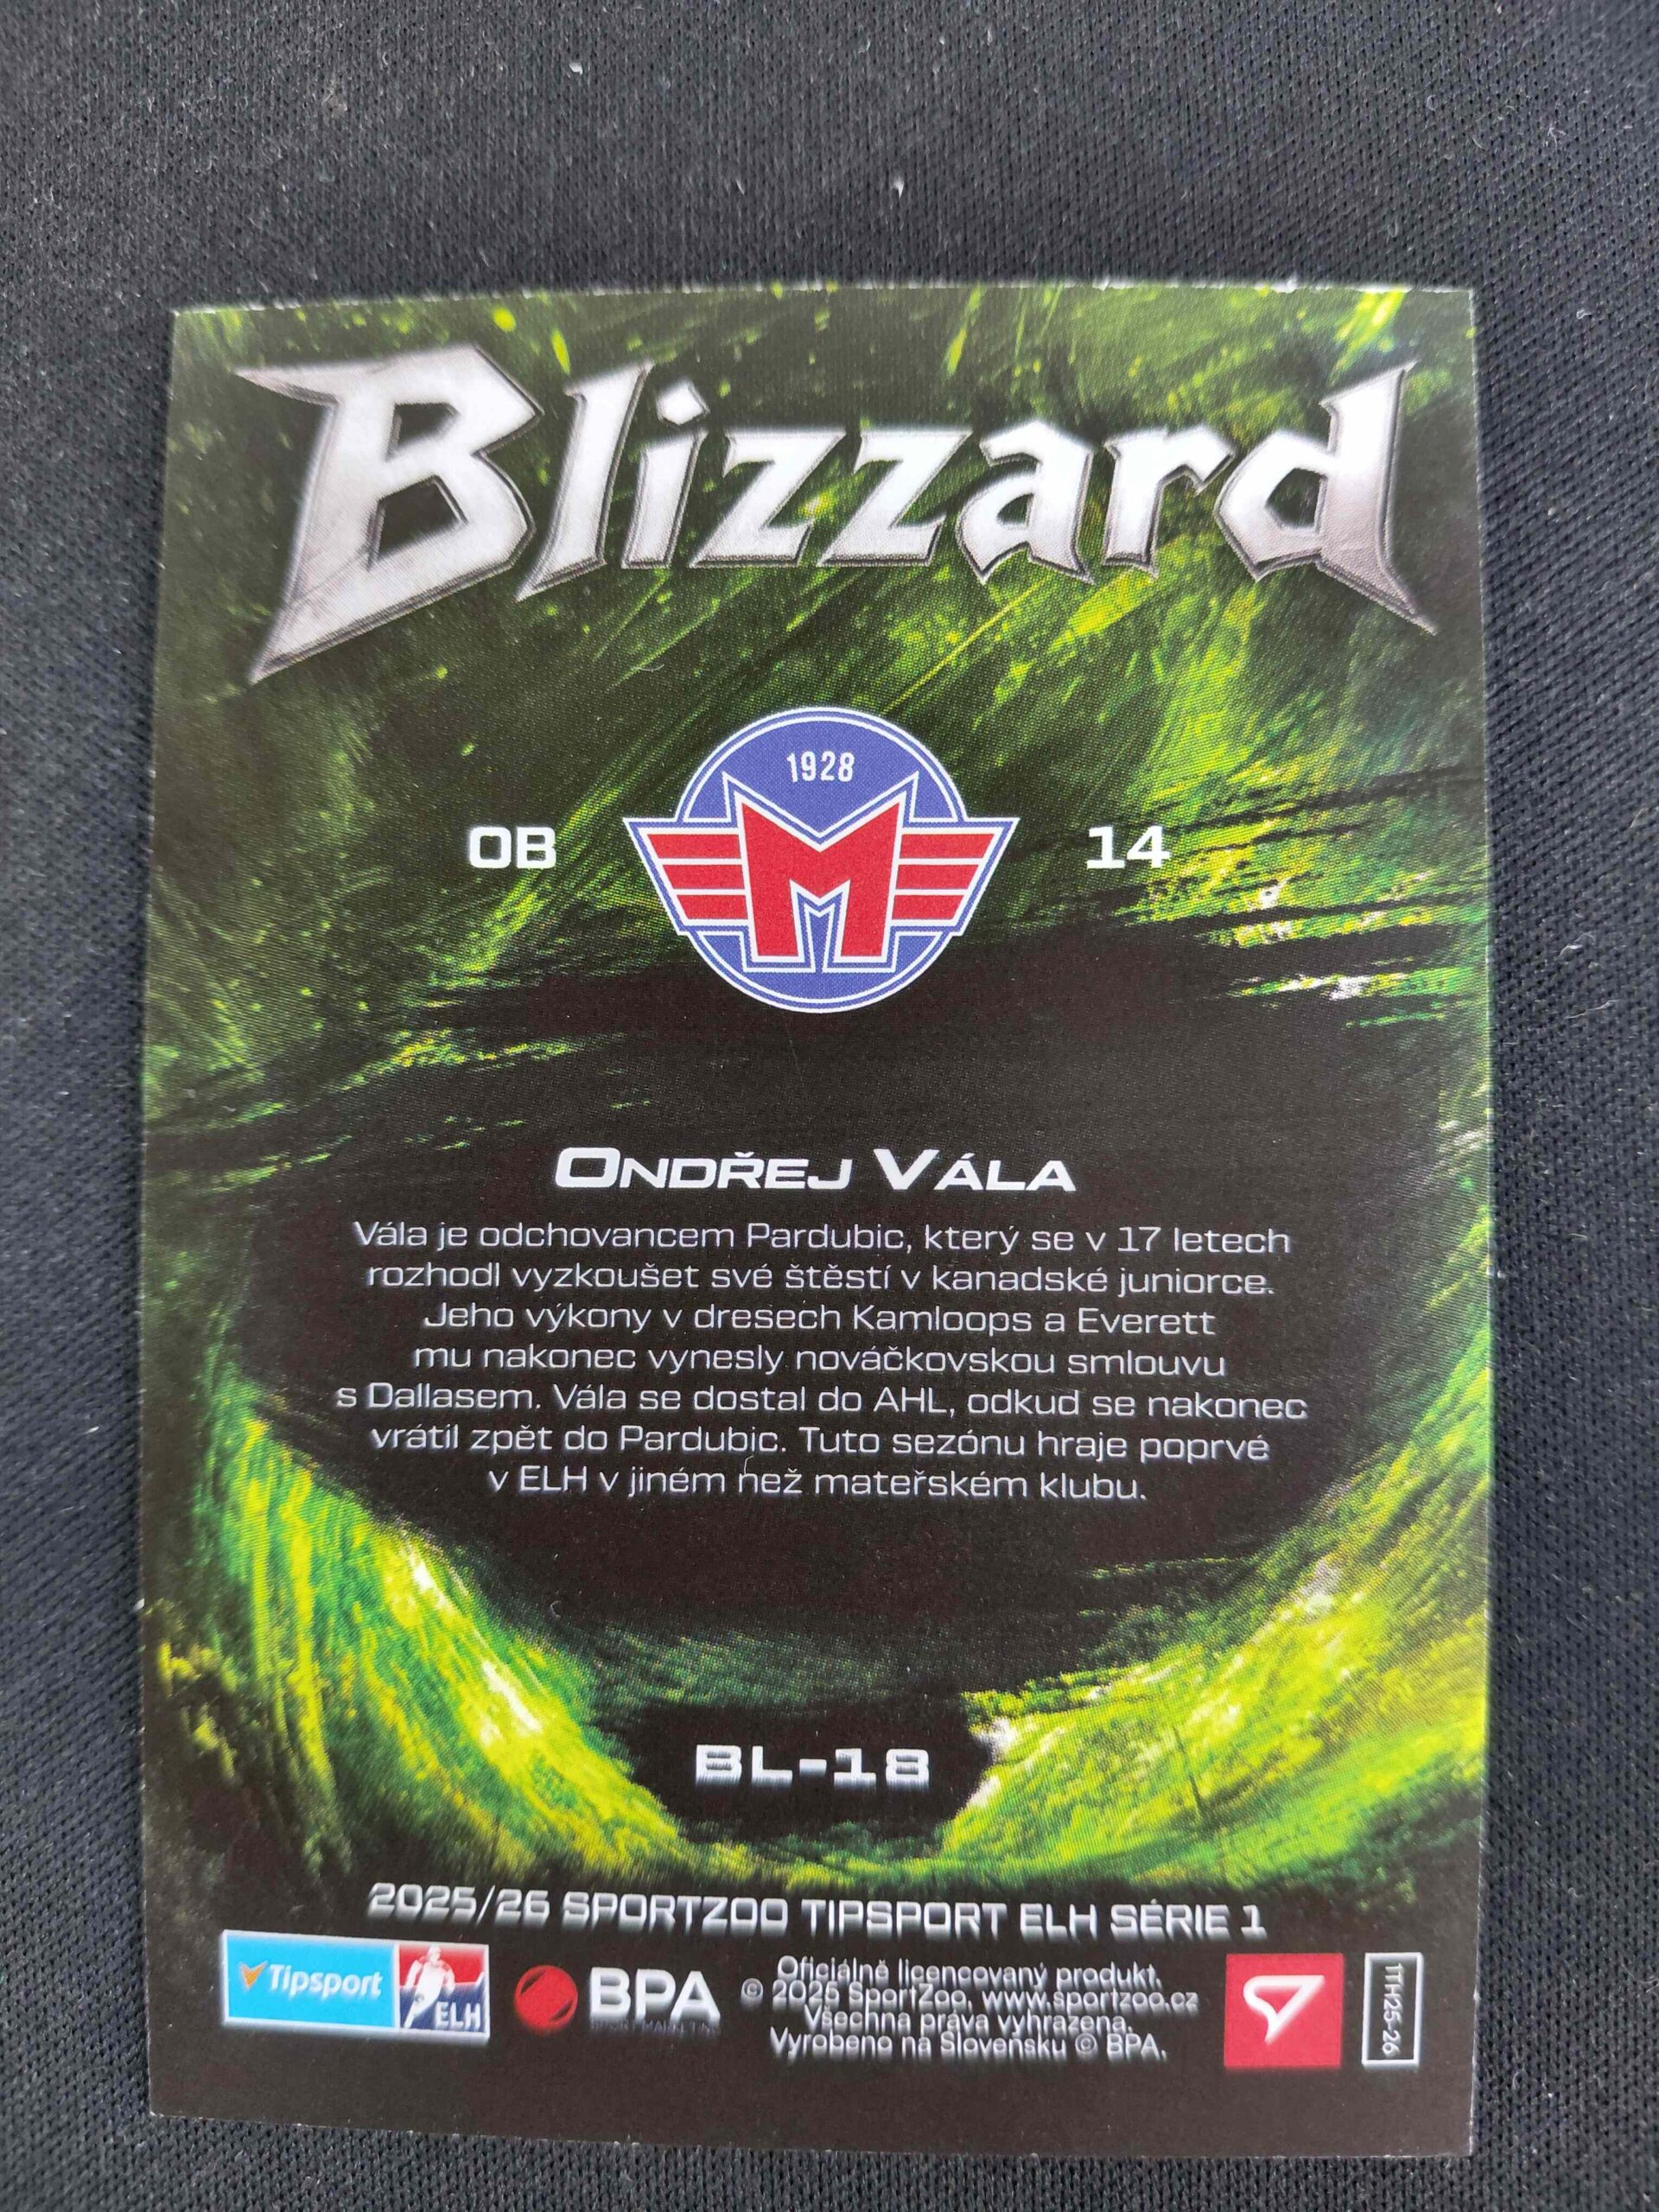 Blizzard
1928
OB
M
14
ONDŘEJ VÁLA
Vála je odchovancem Pardubic, který se v 17 letech
rozhodl vyzkoušet své štěstí v kanadské juniorce.
Jeho výkony v dresech Kamloops a Everett
mu nakonec vynesly nováčkovskou smlouvu
s Dallasem. Vála se dostal do AHL, odkud se nakonec
vrátil zpět do Pardubic. Tuto sezónu hraje poprvé
v ELH v jiném než mateřském klubu.
BL-18
2025/26 SPORTZOO TIPSPORT ELH SÉRIE 1
Tipsport
ELH
BPA
SPORT MARKETING
Oficiálně licencovaný produkt.
© 2025 SportZoo, www.sportzoo.cz
Všechna práva vyhrazena.
Vyrobeno na Slovensku © BPA.
1TH25-26